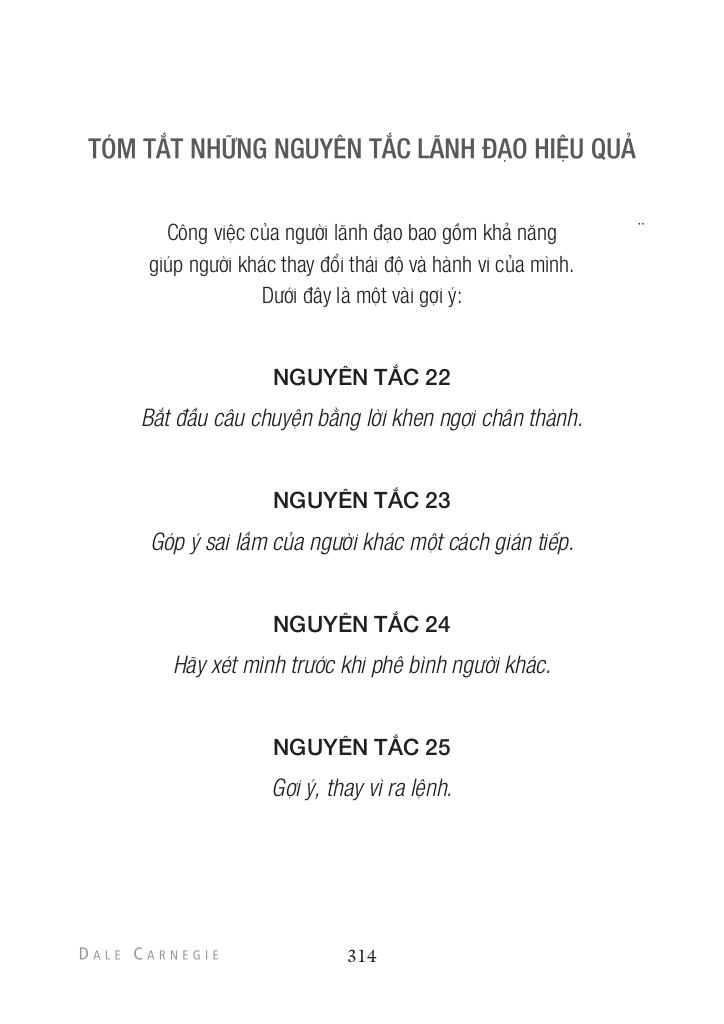 TÓM TẮT NHỮNG NGUYÊN TẮC LÃNH ĐẠO HIỆU QUẢ
Công việc của người lãnh đạo bao gồm khả năng
giúp người khác thay đổi thái độ và hành vi của mình.
Dưới đây là một vài gợi ý:
NGUYÊN TẮC 22
Bắt đầu câu chuyện bằng lời khen ngợi chân thành.
NGUYÊN TẮC 23
Góp ý sai lầm của người khác một cách gián tiếp.
NGUYÊN TẮC 24
Hãy xét mình trước khi phê bình người khác.
NGUYÊN TẮC 25
Gợi ý, thay vì ra lệnh.
DALE CARNEGIE 314